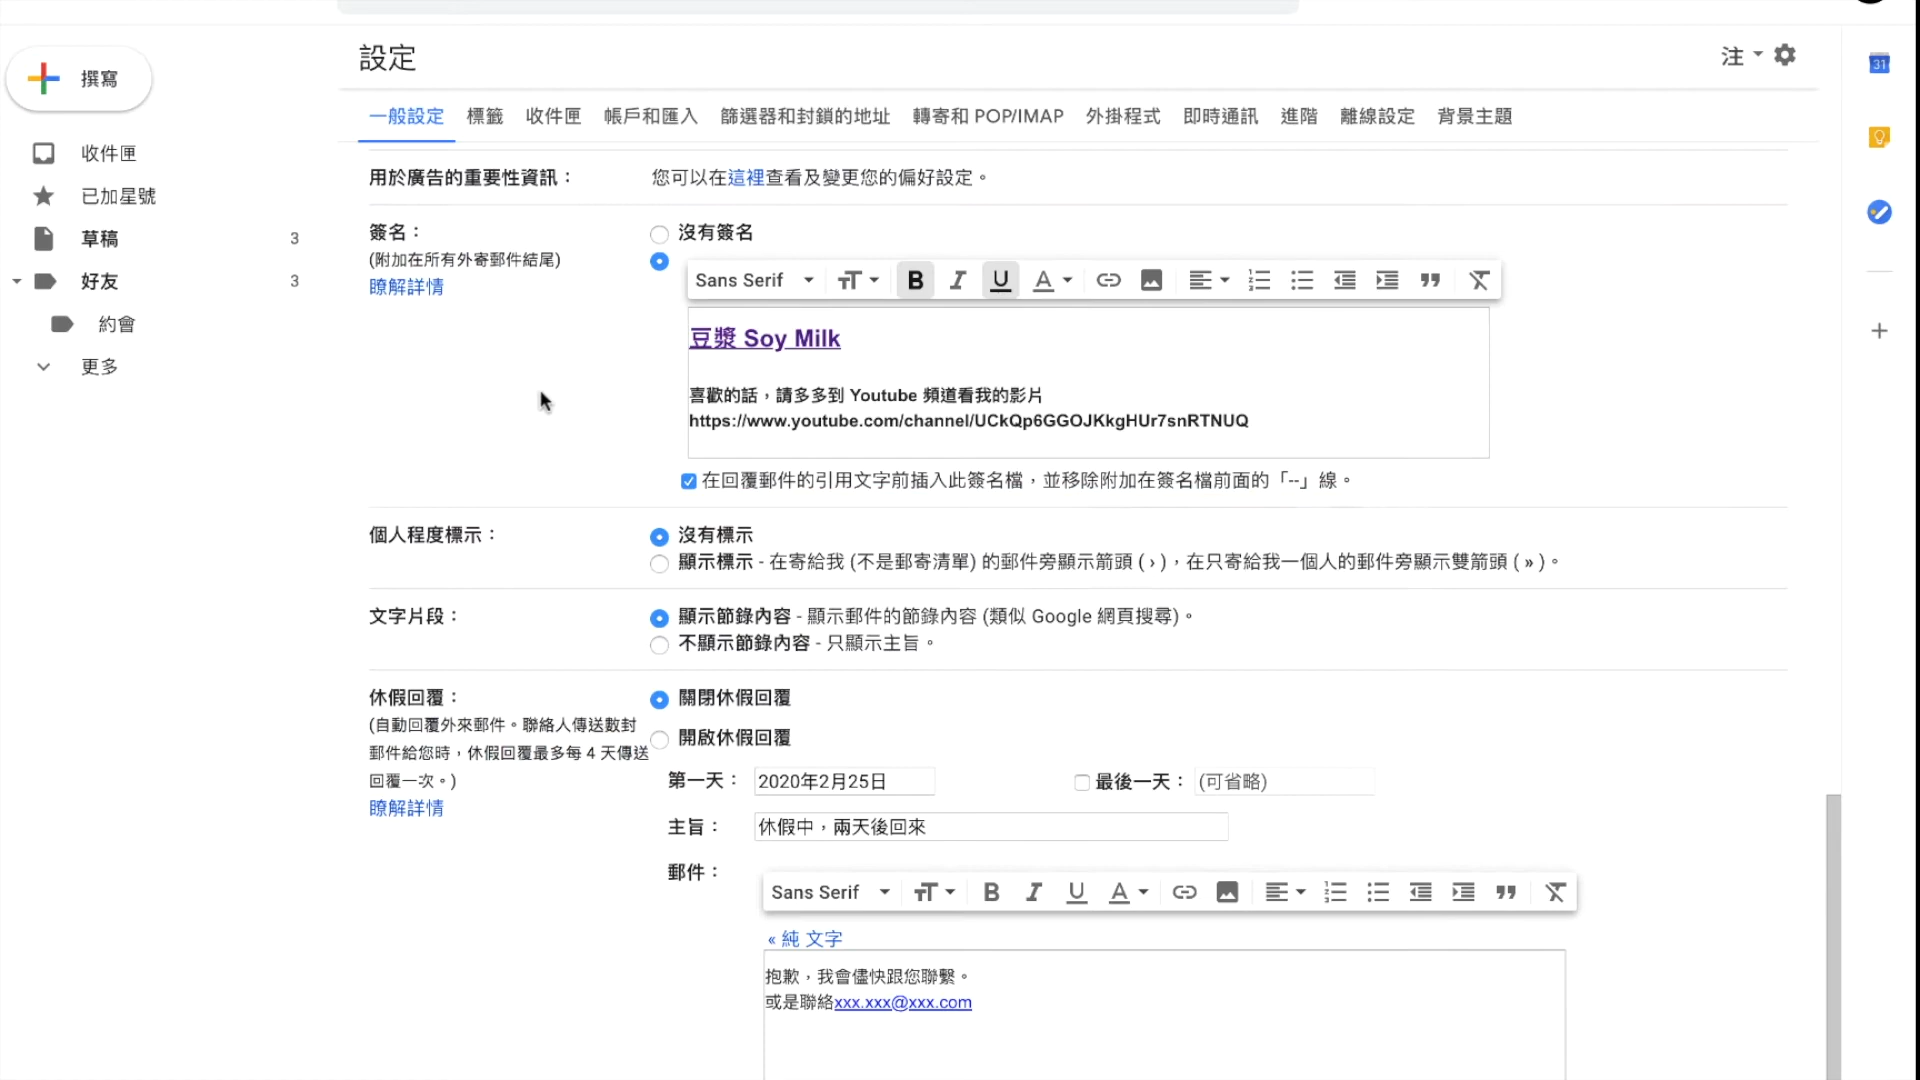 設定
注
31
撰寫
一般設定 標籤 收件匣 帳戶和匯入 篩選器和封鎖的地址 轉寄和 POP/IMAP 外掛程式 即時通訊 進階 離線設定 背景主題
收件匣
已加星號
草稿 3
好友 3
約會
更多
用於廣告的重要性資訊：
您可以在這裡查看及變更您的偏好設定。
簽名：
(附加在所有外寄郵件結尾)
瞭解詳情
沒有簽名
Sans Serif
豆漿 Soy Milk
喜歡的話，請多多到 Youtube 頻道看我的影片
https://www.youtube.com/channel/UCkQp6GGOJKkgHUr7snRTNUQ
在回覆郵件的引用文字前插入此簽名檔，並移除附加在簽名檔前面的「--」線。
個人程度標示：
沒有標示
顯示標示 - 在寄給我 (不是郵寄清單) 的郵件旁顯示箭頭 ( › )，在只寄給我一個人的郵件旁顯示雙箭頭 ( » )。
文字片段：
顯示節錄內容 - 顯示郵件的節錄內容 (類似 Google 網頁搜尋)。
不顯示節錄內容 - 只顯示主旨。
休假回覆：
(自動回覆外來郵件。聯絡人傳送數封
郵件給您時，休假回覆最多每 4 天傳送
回覆一次。)
瞭解詳情
關閉休假回覆
開啟休假回覆
第一天： 2020年2月25日 最後一天： (可省略)
主旨： 休假中，兩天後回來
郵件：
Sans Serif
« 純 文字
抱歉，我會儘快跟您聯繫。
或是聯絡xxx.xxx@xxx.com